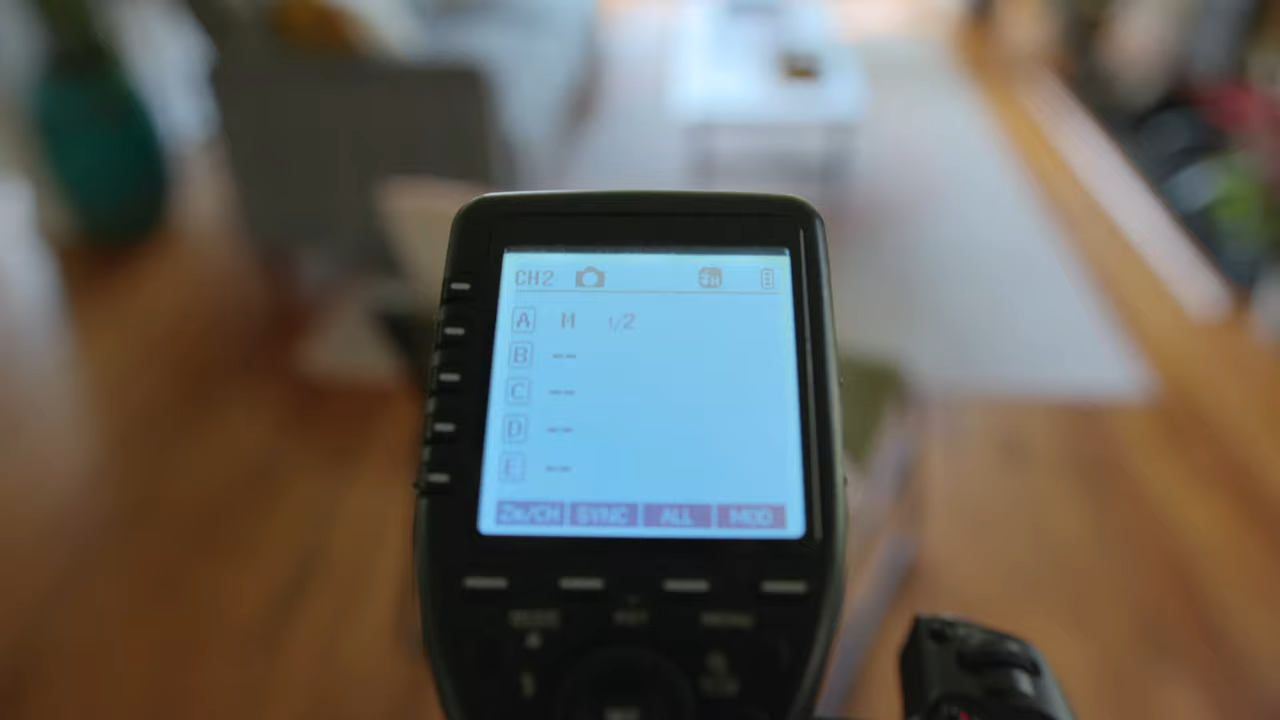 CH2
A M 1/2
B --
C --
D --
E --
Zm/CH SYNC ALL MOD